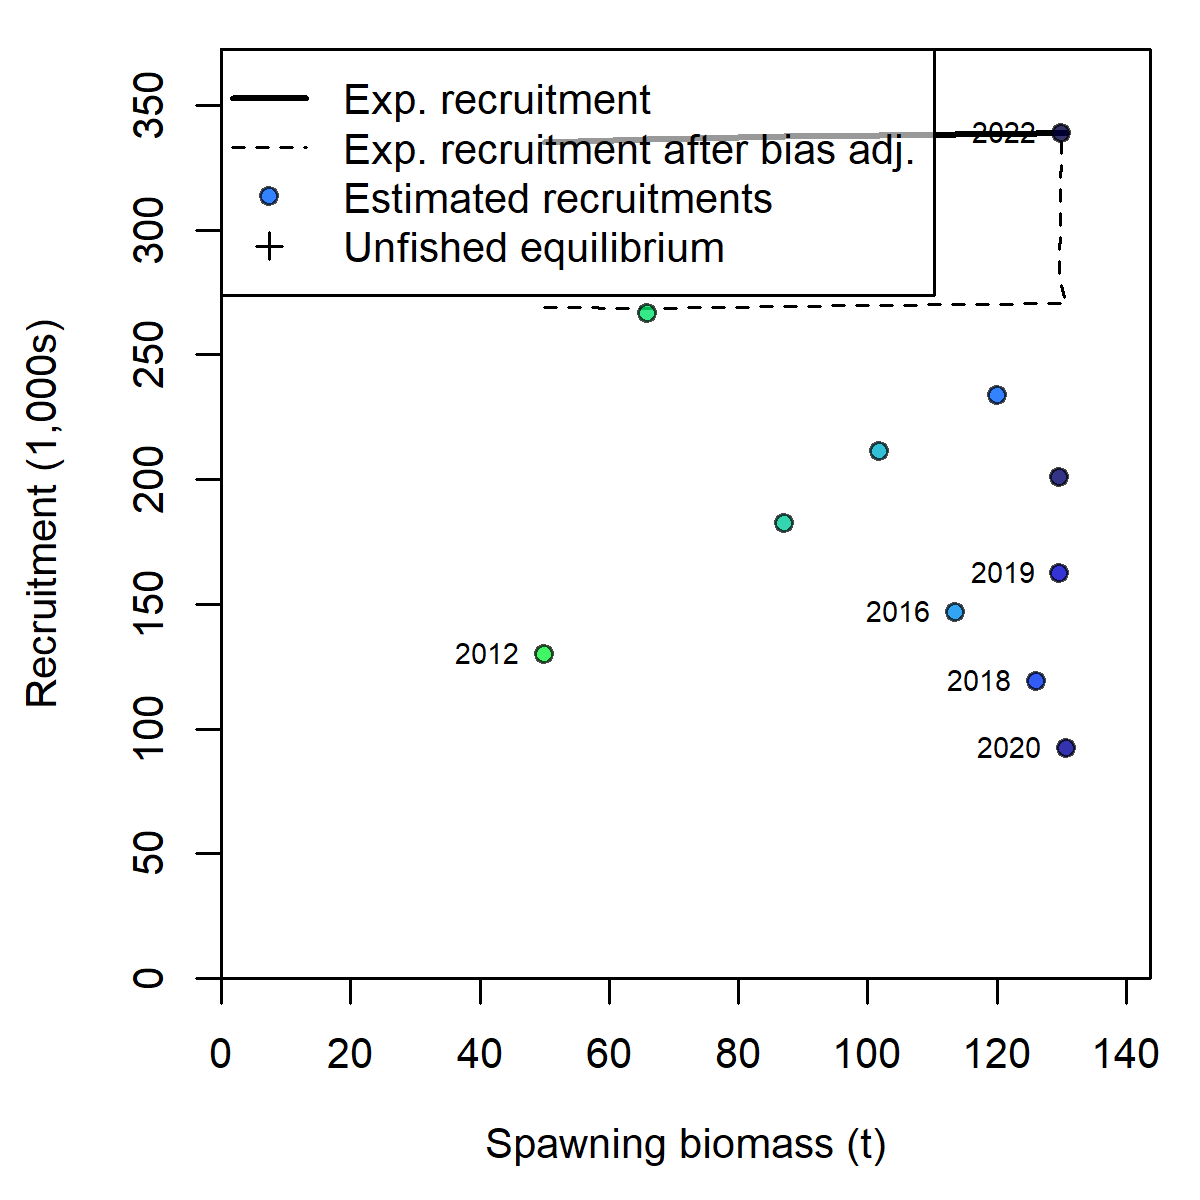 Exp. recruitment
Exp. recruitment after bias adj.
Estimated recruitments
Unfished equilibrium
2022
2019
2016
2012
2018
2020
350
300
250
200
150
100
50
0
Recruitment (1,000s)
0 20 40 60 80 100 120 140
Spawning biomass (t)